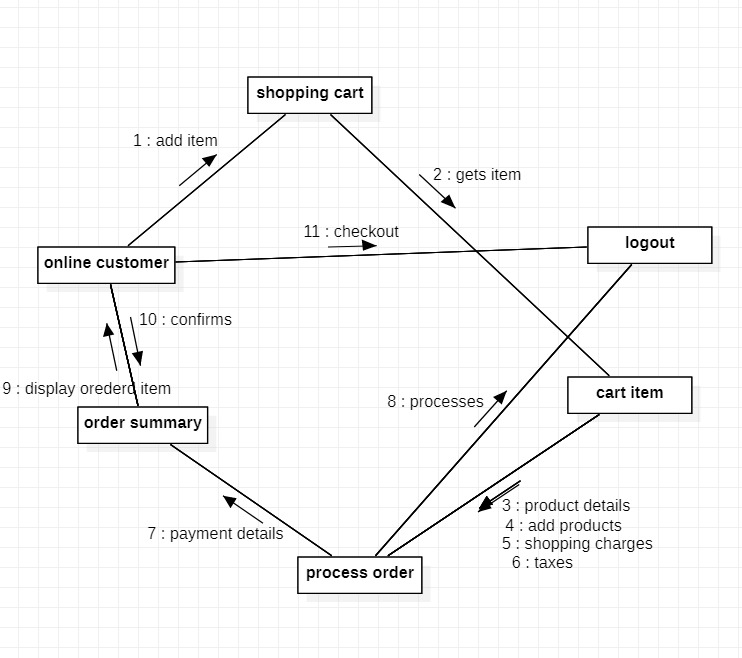 shopping cart
1 : add item
2 : gets item
11 : checkout
logout
online customer
10 : confirms
9 : display orederd item
cart item
8 : processes
order summary
3 : product details
4 : add products
7 : payment details
5 : shopping charges
6 : taxes
process order